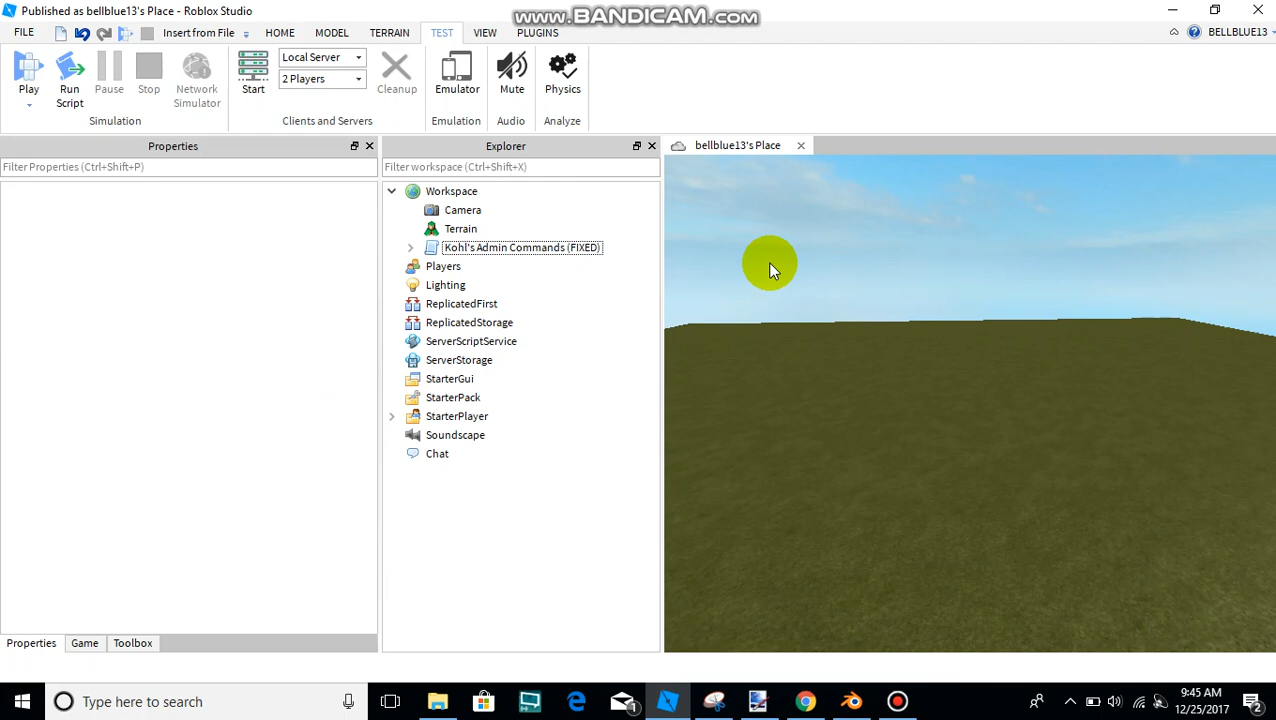 Published as bellblue13's Place - Roblox Studio
www.BANDICAM.com
FILE
Insert from File
HOME
MODEL
TERRAIN
TEST
VIEW
PLUGINS
BELLBLUE13
Play
Run Script
Pause
Stop
Network Simulator
Start
Local Server
2 Players
Cleanup
Emulator
Mute
Physics
Simulation
Clients and Servers
Emulation
Audio
Analyze
Properties
Filter Properties (Ctrl+Shift+P)
Explorer
Filter workspace (Ctrl+Shift+X)
Workspace
Camera
Terrain
Kohl's Admin Commands (FIXED)
Players
Lighting
ReplicatedFirst
ReplicatedStorage
ServerScriptService
ServerStorage
StarterGui
StarterPack
StarterPlayer
Soundscape
Chat
bellblue13's Place
Properties
Game
Toolbox
Type here to search
1
9:45 AM
12/25/2017
2